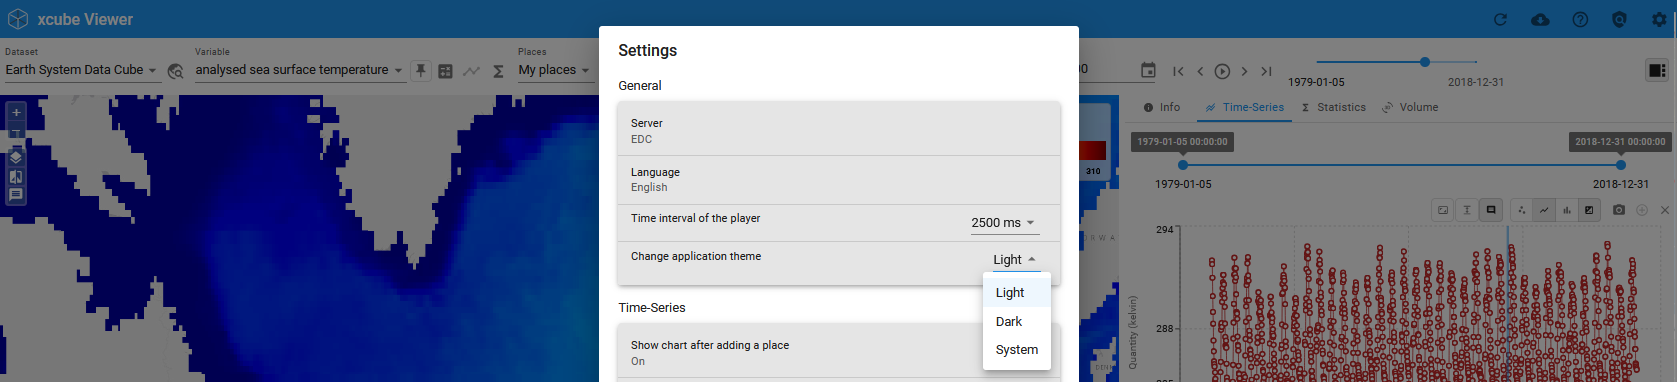 xcube Viewer
Dataset
Earth System Data Cube
Variable
analysed sea surface temperature
Places
My places
00
1979-01-05
2018-12-31
Settings
General
Server
EDC
Language
English
Time interval of the player
2500 ms
Change application theme
Light
Light
Dark
System
Time-Series
Show chart after adding a place
On
310
Info
Time-Series
Statistics
Volume
1979-01-05 00:00:00
2018-12-31 00:00:00
1979-01-05
2018-12-31
294
288
Quantity (kelvin)